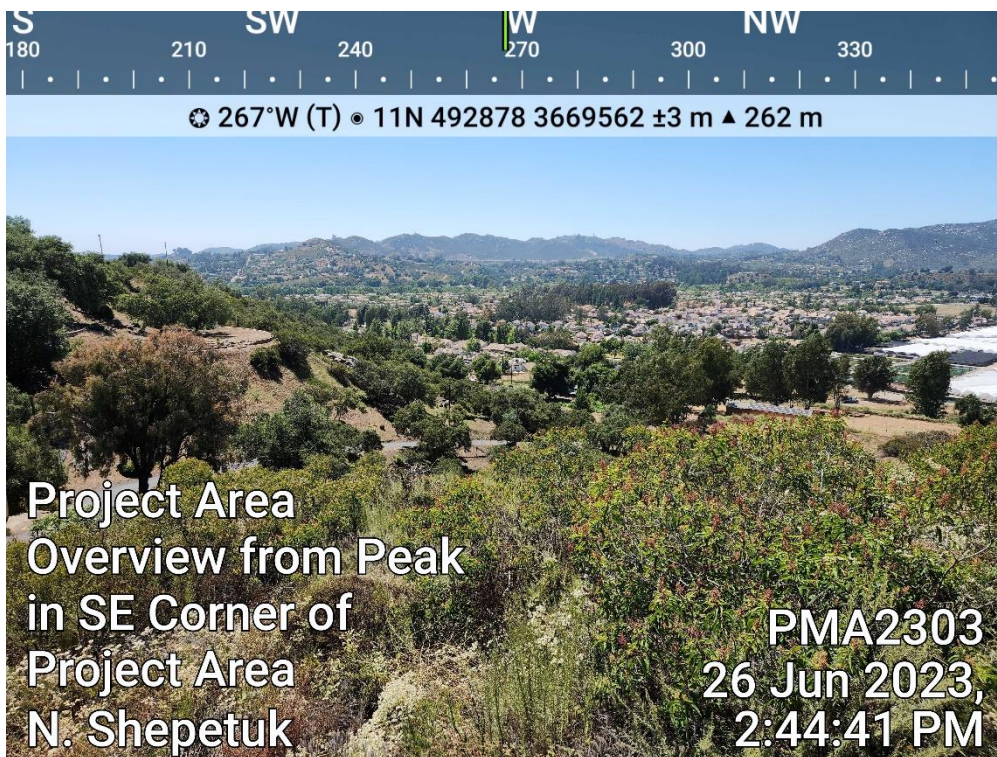 S SW W NW
180 210 240 270 300 330
267°W (T) ◉ 11N 492878 3669562 ±3 m ▲ 262 m
Project Area
Overview from Peak
in SE Corner of
Project Area
N. Shepetuk
PMA2303
26 Jun 2023,
2:44:41 PM